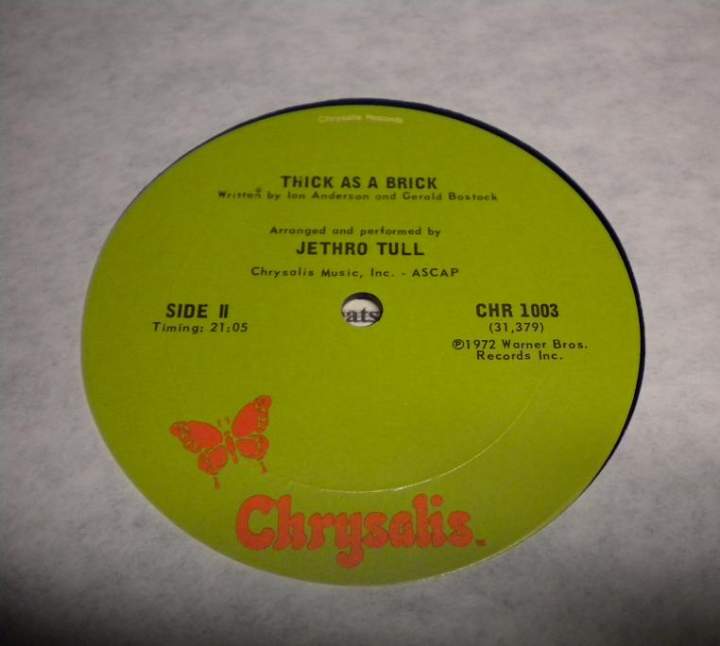 Chrysalis Records
THICK AS A BRICK
Written by Ian Anderson and Gerald Bostock
Arranged and performed by
JETHRO TULL
Chrysalis Music, Inc. - ASCAP
SIDE II
Timing: 21:05
ats
CHR 1003
(31,379)
℗1972 Warner Bros.
Records Inc.
Chrysalis.